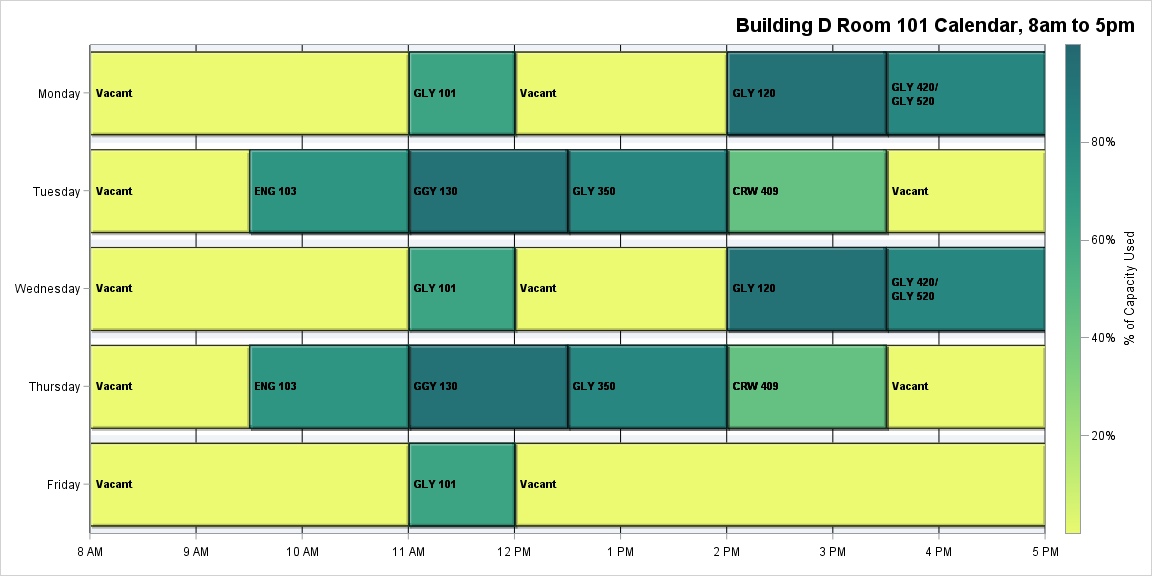 Building D Room 101 Calendar, 8am to 5pm
Monday
Vacant
GLY 101
Vacant
GLY 120
GLY 420/
GLY 520
Tuesday
Vacant
ENG 103
GGY 130
GLY 350
CRW 409
Vacant
Wednesday
Vacant
GLY 101
Vacant
GLY 120
GLY 420/
GLY 520
Thursday
Vacant
ENG 103
GGY 130
GLY 350
CRW 409
Vacant
Friday
Vacant
GLY 101
Vacant
8 AM
9 AM
10 AM
11 AM
12 PM
1 PM
2 PM
3 PM
4 PM
5 PM
80%
60%
40%
20%
% of Capacity Used